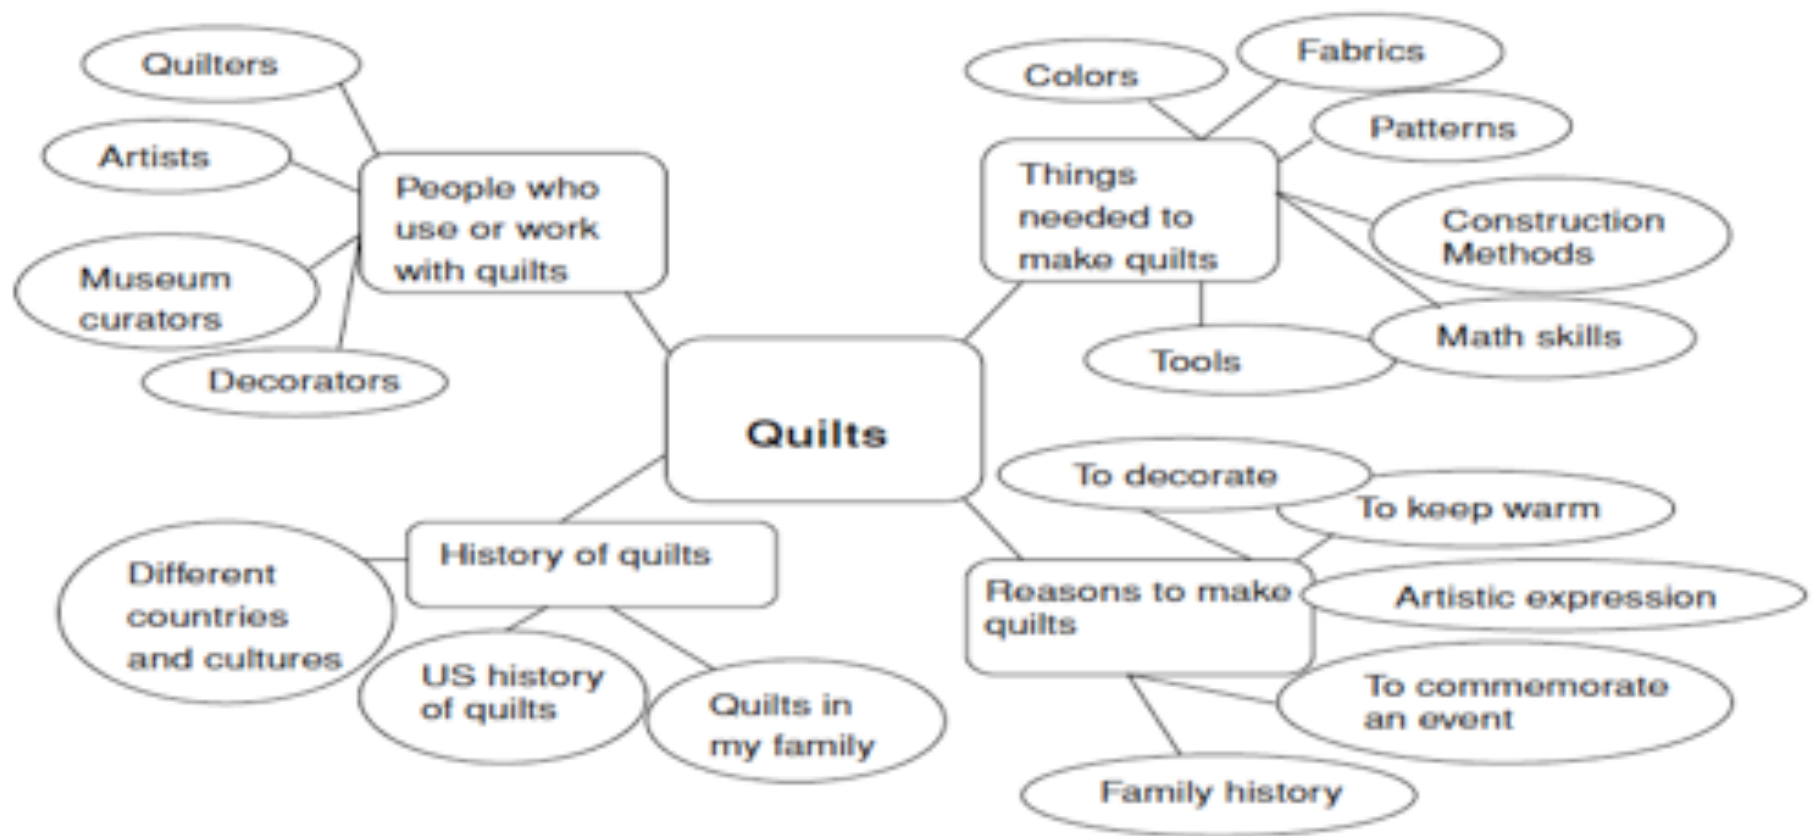 Quilters
Artists
Museum
curators
Decorators
People who
use or work
with quilts
Colors
Fabrics
Patterns
Construction
Methods
Math skills
Tools
Things
needed to
make quilts
Quilts
History of quilts
Different
countries
and cultures
US history
of quilts
Quilts in
my family
Reasons to make
quilts
To decorate
To keep warm
Artistic expression
To commemorate
an event
Family history